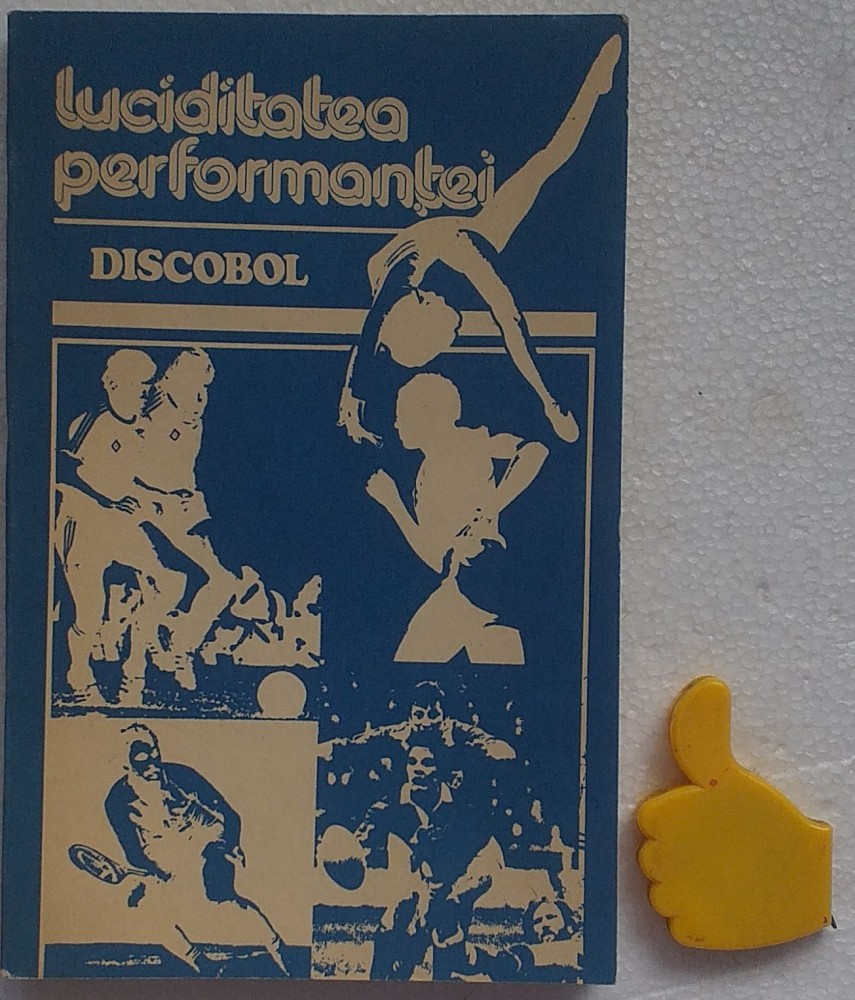 luciditatea
performanței
DISCOBOL